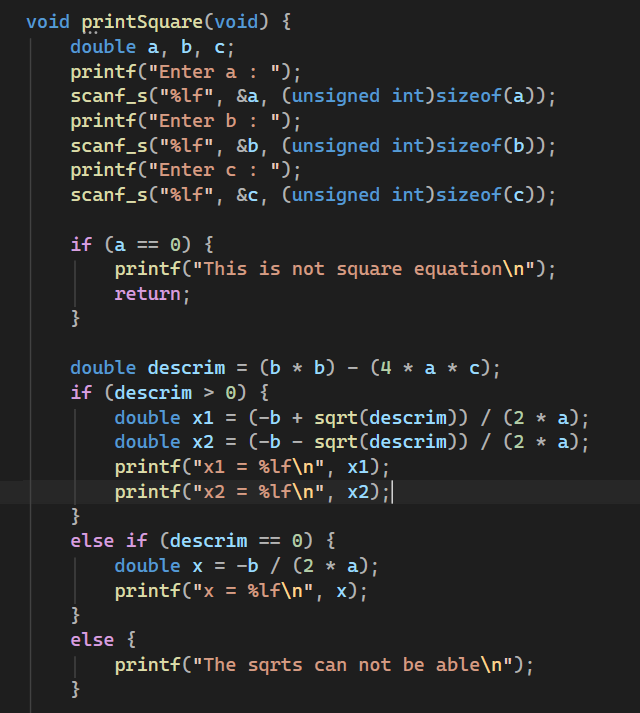 void printSquare(void) {
    double a, b, c;
    printf("Enter a : ");
    scanf_s("%lf", &a, (unsigned int)sizeof(a));
    printf("Enter b : ");
    scanf_s("%lf", &b, (unsigned int)sizeof(b));
    printf("Enter c : ");
    scanf_s("%lf", &c, (unsigned int)sizeof(c));

    if (a == 0) {
        printf("This is not square equation\n");
        return;
    }

    double descrim = (b * b) - (4 * a * c);
    if (descrim > 0) {
        double x1 = (-b + sqrt(descrim)) / (2 * a);
        double x2 = (-b - sqrt(descrim)) / (2 * a);
        printf("x1 = %lf\n", x1);
        printf("x2 = %lf\n", x2);
    }
    else if (descrim == 0) {
        double x = -b / (2 * a);
        printf("x = %lf\n", x);
    }
    else {
        printf("The sqrts can not be able\n");
    }